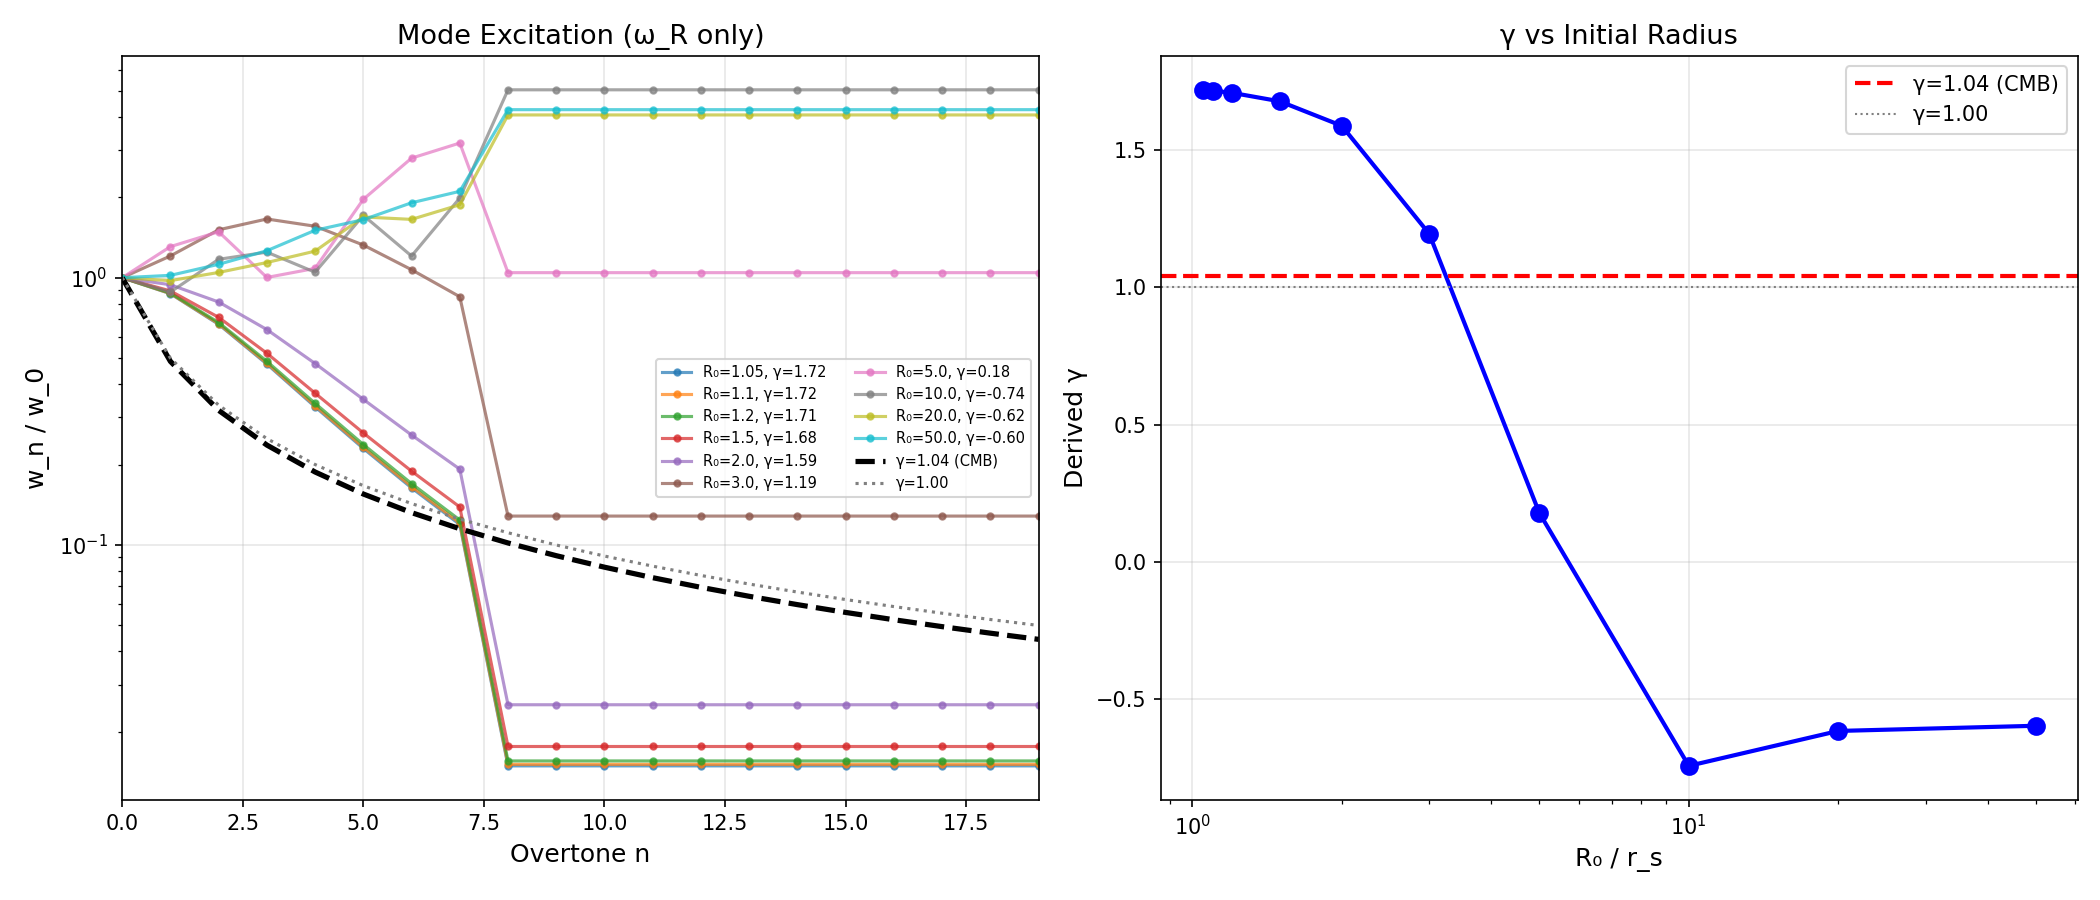 Mode Excitation (ω_R only)
w_n / w_0
10⁰
10⁻¹
R₀=1.05, γ=1.72
R₀=1.1, γ=1.72
R₀=1.2, γ=1.71
R₀=1.5, γ=1.68
R₀=2.0, γ=1.59
R₀=3.0, γ=1.19
R₀=5.0, γ=0.18
R₀=10.0, γ=-0.74
R₀=20.0, γ=-0.62
R₀=50.0, γ=-0.60
γ=1.04 (CMB)
γ=1.00
0.0 2.5 5.0 7.5 10.0 12.5 15.0 17.5
Overtone n
γ vs Initial Radius
Derived γ
1.5
1.0
0.5
0.0
−0.5
γ=1.04 (CMB)
γ=1.00
10⁰ 10¹
R₀ / r_s